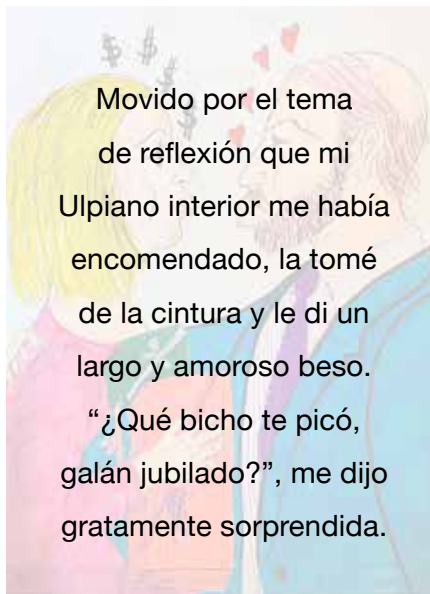 Movido por el tema
de reflexión que mi
Ulpiano interior me había
encomendado, la tomé
de la cintura y le di un
largo y amoroso beso.
“¿Qué bicho te picó,
galán jubilado?”, me dijo
gratamente sorprendida.